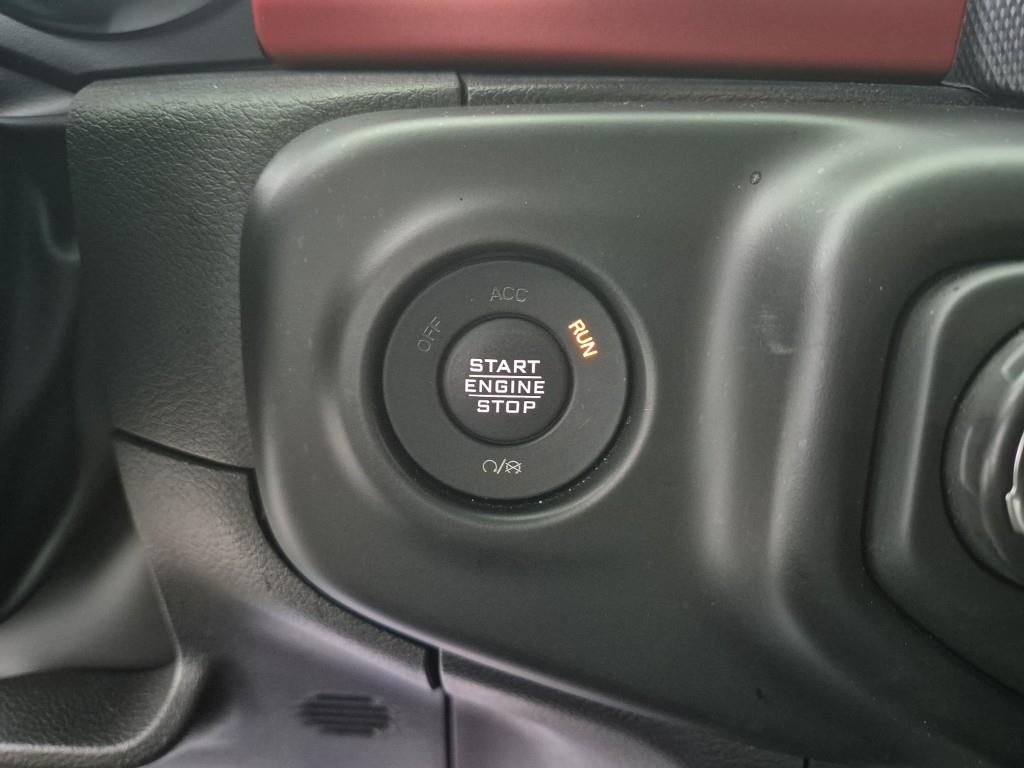 ACC
OFF
RUN
START
ENGINE
STOP